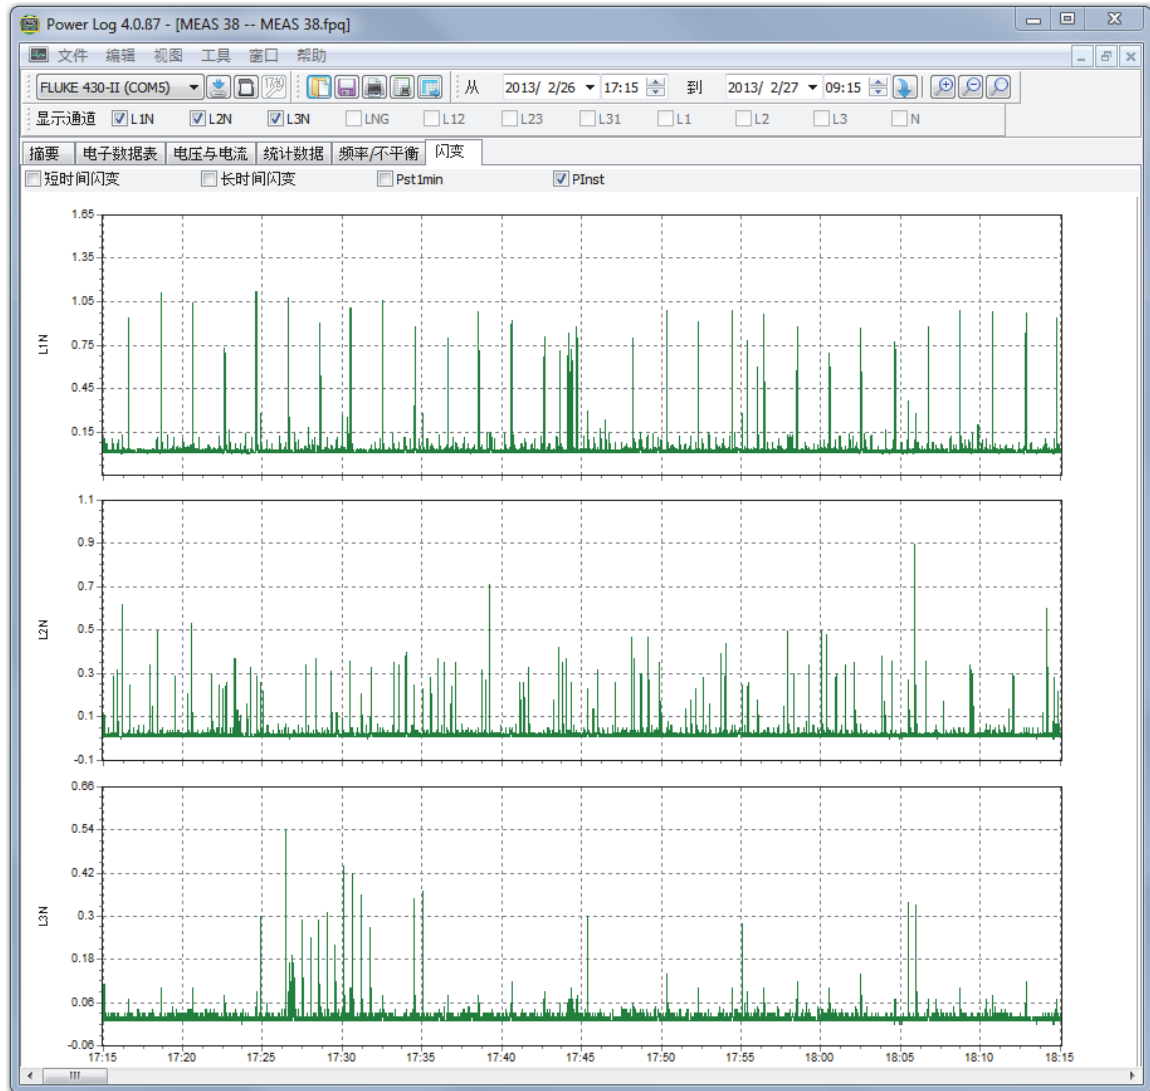 Power Log 4.0.ß7 - [MEAS 38 -- MEAS 38.fpq]
文件 编辑 视图 工具 窗口 帮助
FLUKE 430-II (COM5) 1740 从 2013/ 2/26 17:15 到 2013/ 2/27 09:15
显示通道 L1N L2N L3N LNG L12 L23 L31 L1 L2 L3 N
摘要 电子数据表 电压与电流 统计数据 频率/不平衡 闪变
短时间闪变 长时间闪变 Pst1min PInst
1.65
1.35
1.05
0.75
0.45
0.15
L1N
1.1
0.9
0.7
0.5
0.3
0.1
-0.1
L2N
0.66
0.54
0.42
0.3
0.18
0.06
-0.06
L3N
17:15 17:20 17:25 17:30 17:35 17:40 17:45 17:50 17:55 18:00 18:05 18:10 18:15